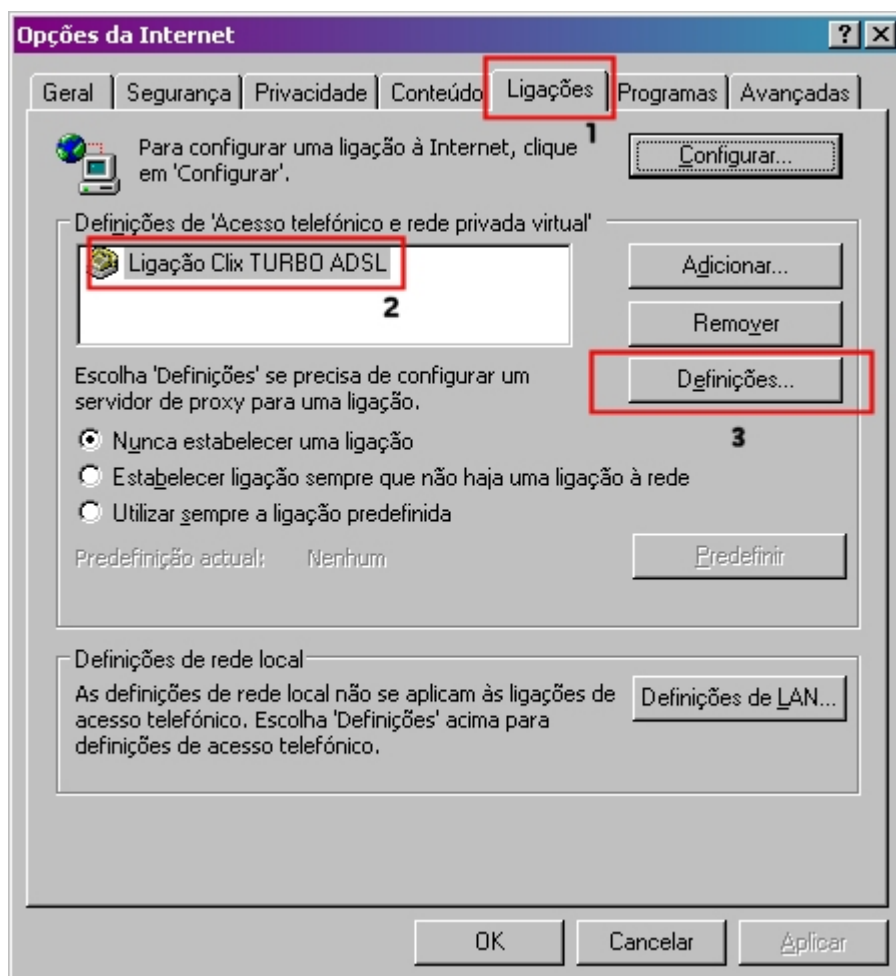 Opções da Internet
Geral Segurança Privacidade Conteúdo Ligações Programas Avançadas
1
Para configurar uma ligação à Internet, clique
em 'Configurar'.
Configurar...
Definições de 'Acesso telefónico e rede privada virtual'
Ligação Clix TURBO ADSL
2
Adicionar...
Remover
Escolha 'Definições' se precisa de configurar um
servidor de proxy para uma ligação.
Definições...
3
Nunca estabelecer uma ligação
Estabelecer ligação sempre que não haja uma ligação à rede
Utilizar sempre a ligação predefinida
Predefinição actual: Nenhum
Predefinir
Definições de rede local
As definições de rede local não se aplicam às ligações de
acesso telefónico. Escolha 'Definições' acima para
definições de acesso telefónico.
Definições de LAN...
OK Cancelar Aplicar